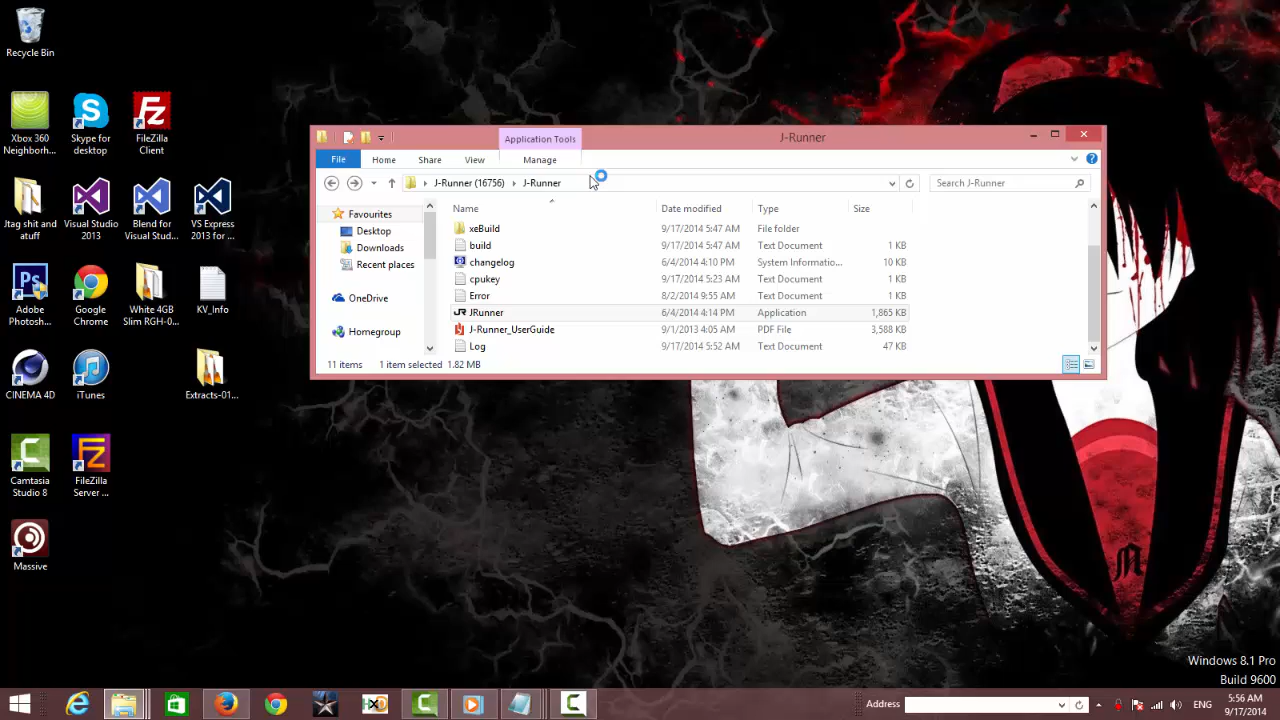 Recycle Bin
Xbox 360
Neighborh...
Skype for
desktop
FileZilla
Client
Jtag shit and
atuff
Visual Studio
2013
Blend for
Visual Stud...
VS Express
2013 for ...
Adobe
Photosh...
Google
Chrome
White 4GB
Slim RGH-0...
KV_Info
CINEMA 4D
iTunes
Extracts-01...
Camtasia
Studio 8
FileZilla
Server ...
Massive
Application Tools
J-Runner
File
Home
Share
View
Manage
J-Runner (16756)
J-Runner
Search J-Runner
Favourites
Desktop
Downloads
Recent places
OneDrive
Homegroup
Name
Date modified
Type
Size
xeBuild 9/17/2014 5:47 AM File folder
build 9/17/2014 5:47 AM Text Document 1 KB
changelog 6/4/2014 4:10 PM System Informatio... 10 KB
cpukey 9/17/2014 5:23 AM Text Document 1 KB
Error 8/2/2014 9:55 AM Text Document 1 KB
JRunner 6/4/2014 4:14 PM Application 1,865 KB
J-Runner_UserGuide 9/1/2013 4:05 AM PDF File 3,588 KB
Log 9/17/2014 5:52 AM Text Document 47 KB
11 items 1 item selected 1.82 MB
Windows 8.1 Pro
Build 9600
Address
ENG
5:56 AM
9/17/2014